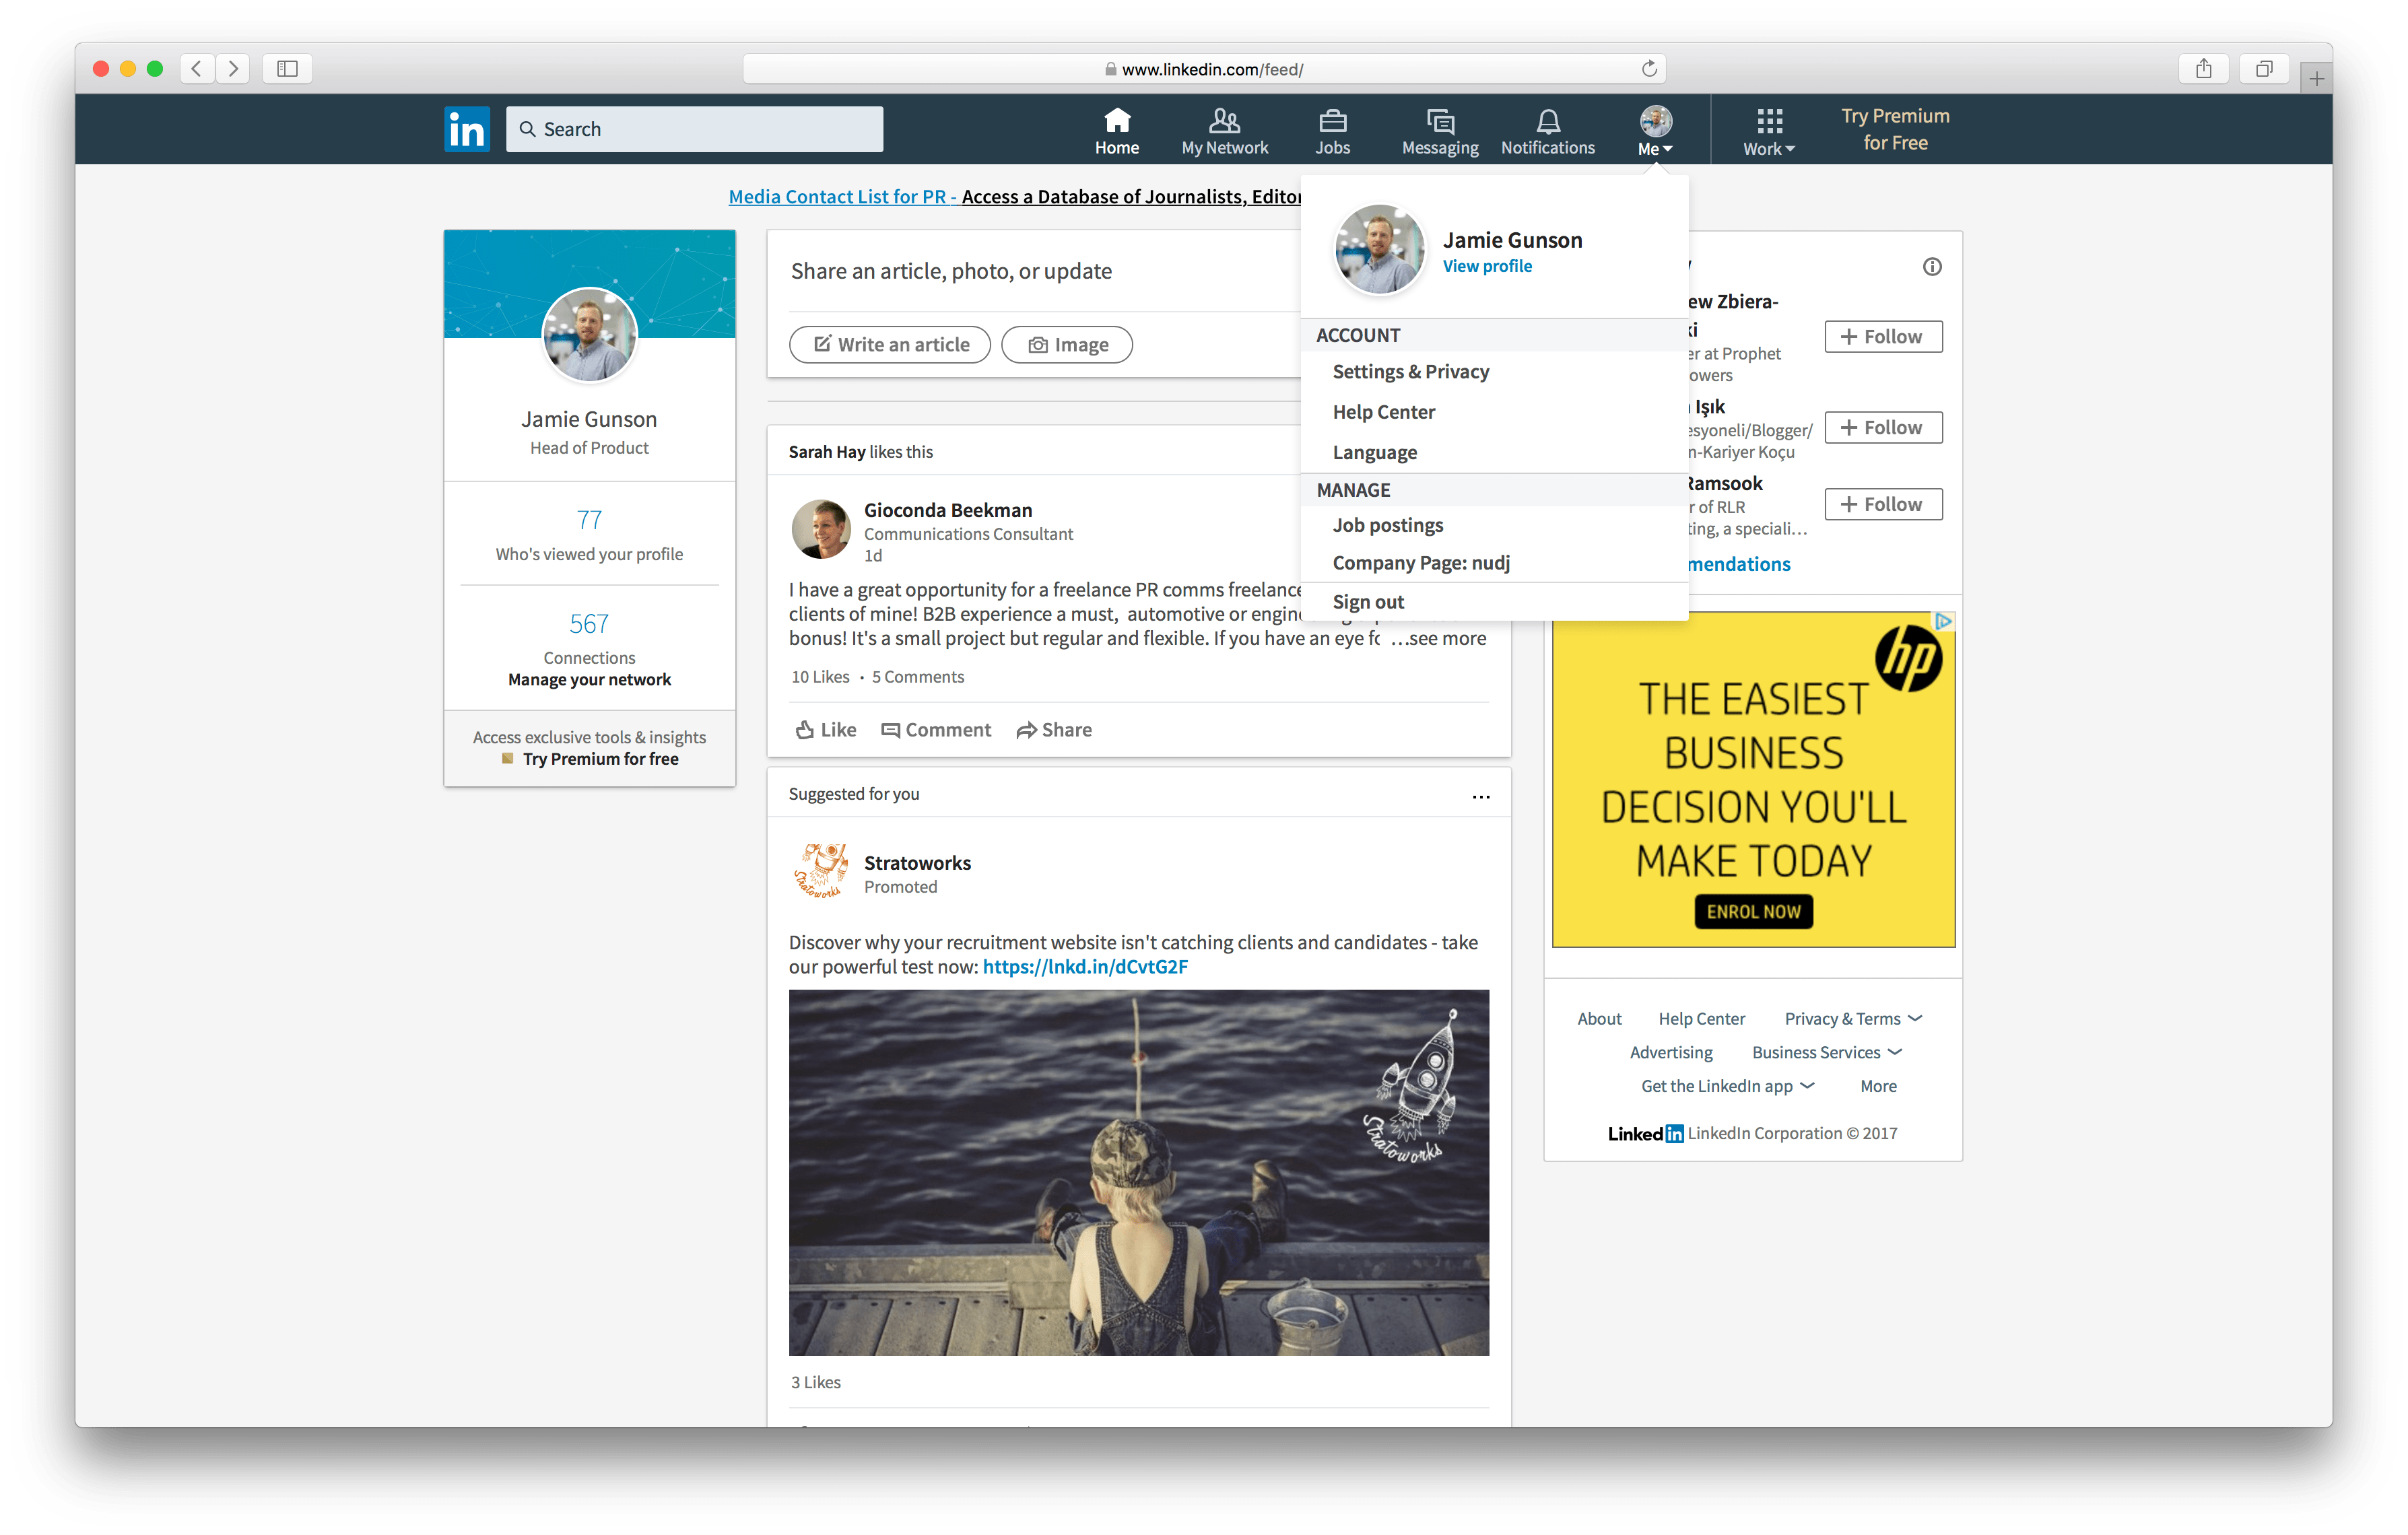 www.linkedin.com/feed/
in
Search
Home
My Network
Jobs
Messaging
Notifications
Me
Work
Try Premium
for Free
Media Contact List for PR - Access a Database of Journalists, Editor
Jamie Gunson
Head of Product
77
Who's viewed your profile
567
Connections
Manage your network
Access exclusive tools & insights
Try Premium for free
Share an article, photo, or update
Write an article
Image
Sarah Hay likes this
Gioconda Beekman
Communications Consultant
1d
I have a great opportunity for a freelance PR comms freelance
clients of mine! B2B experience a must, automotive or engin
bonus! It's a small project but regular and flexible. If you have an eye fo ...see more
10 Likes • 5 Comments
Like
Comment
Share
Suggested for you
Stratoworks
Stratoworks
Promoted
Discover why your recruitment website isn't catching clients and candidates - take
our powerful test now: https://lnkd.in/dCvtG2F
Stratoworks
3 Likes
Jamie Gunson
View profile
ACCOUNT
Settings & Privacy
Help Center
Language
MANAGE
Job postings
Company Page: nudj
Sign out
ew Zbiera-
ki
er at Prophet
owers
Follow
Işık
esyoneli/Blogger/
n-Kariyer Koçu
Follow
Ramsook
r of RLR
ting, a speciali...
Follow
mendations
hp
THE EASIEST
BUSINESS
DECISION YOU'LL
MAKE TODAY
ENROL NOW
About
Help Center
Privacy & Terms
Advertising
Business Services
Get the LinkedIn app
More
Linked in LinkedIn Corporation © 2017